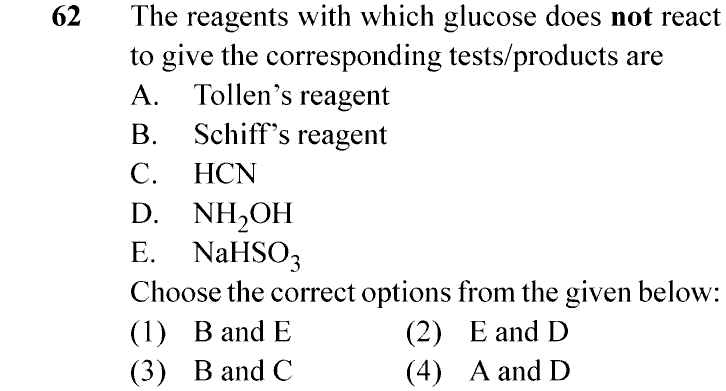 62 The reagents with which glucose does not react
to give the corresponding tests/products are
A. Tollen's reagent
B. Schiff's reagent
C. HCN
D. NH₂OH
E. NaHSO₃
Choose the correct options from the given below:
(1) B and E (2) E and D
(3) B and C (4) A and D